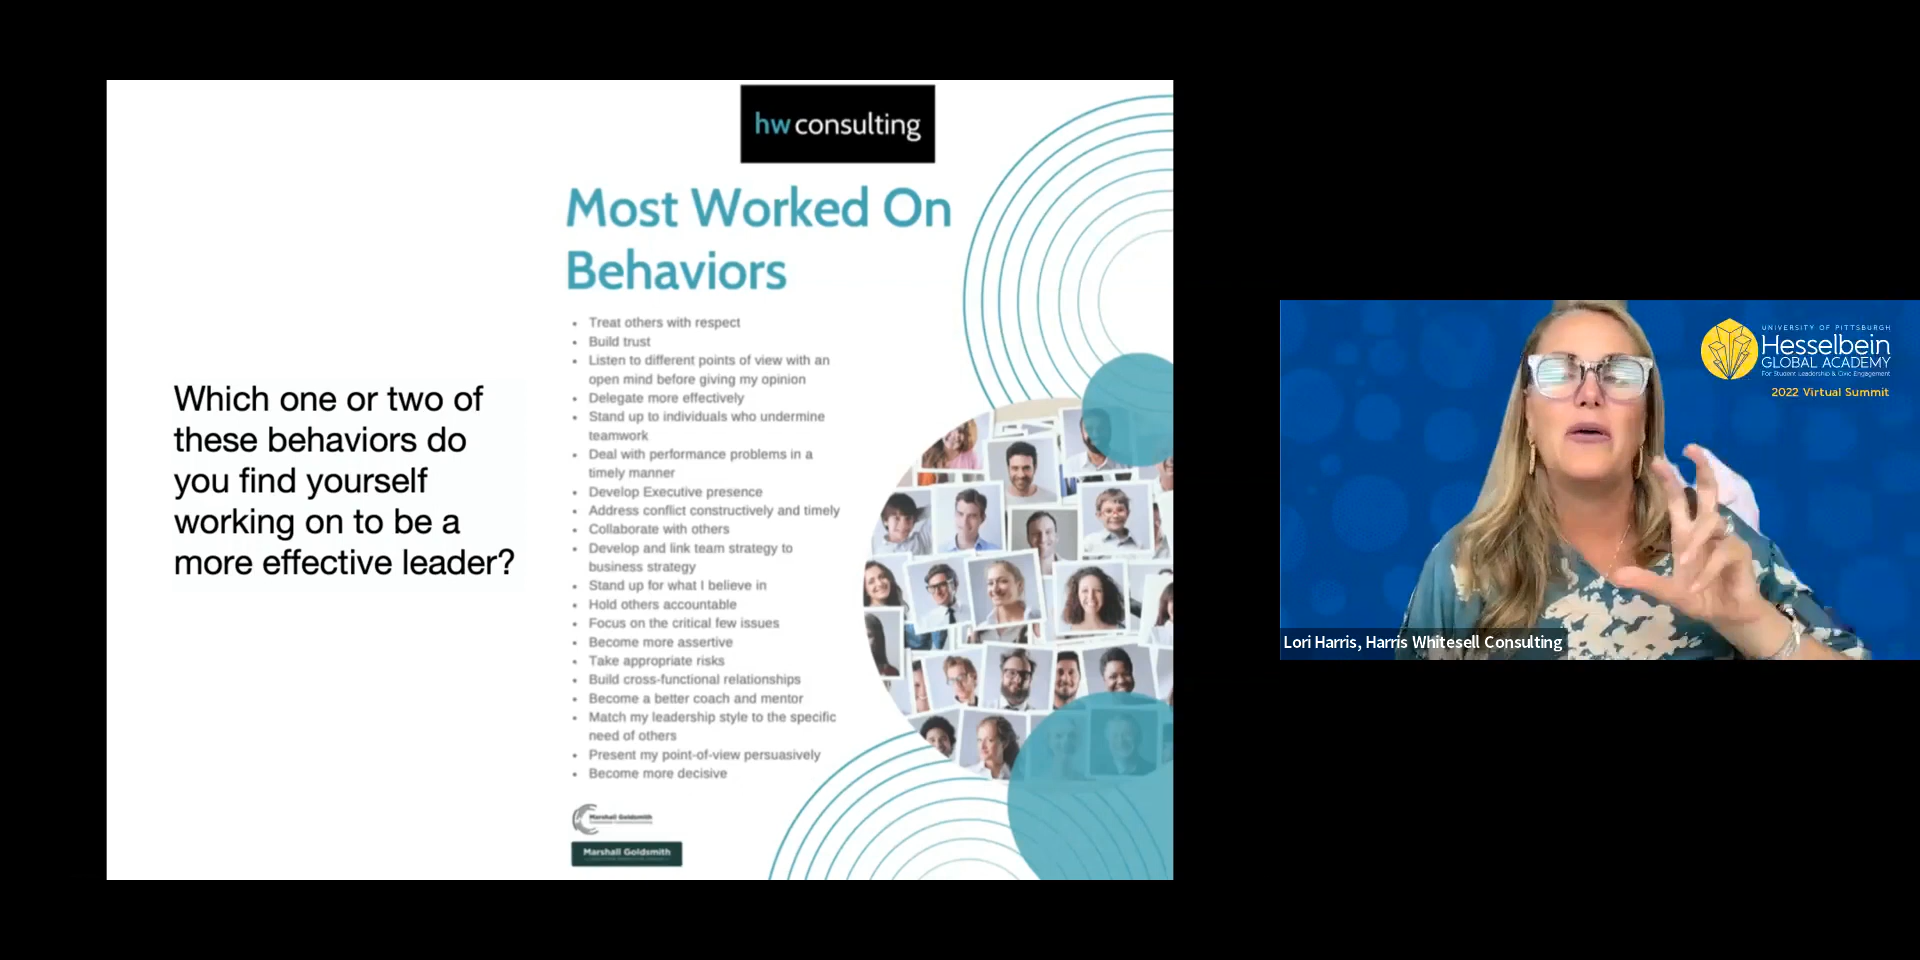 hw consulting
Most Worked On
Behaviors
• Treat others with respect
• Build trust
• Listen to different points of view with an
open mind before giving my opinion
• Delegate more effectively
• Stand up to individuals who undermine
teamwork
• Deal with performance problems in a
timely manner
• Develop Executive presence
• Address conflict constructively and timely
• Collaborate with others
• Develop and link team strategy to
business strategy
• Stand up for what I believe in
• Hold others accountable
• Focus on the critical few issues
• Become more assertive
• Take appropriate risks
• Build cross-functional relationships
• Become a better coach and mentor
• Match my leadership style to the specific
need of others
• Present my point-of-view persuasively
• Become more decisive
Marshall Goldsmith
Marshall Goldsmith
Which one or two of
these behaviors do
you find yourself
working on to be a
more effective leader?
UNIVERSITY OF PITTSBURGH
Hesselbein
GLOBAL ACADEMY
For Student Leadership & Civic Engagement
2022 Virtual Summit
Lori Harris, Harris Whitesell Consulting